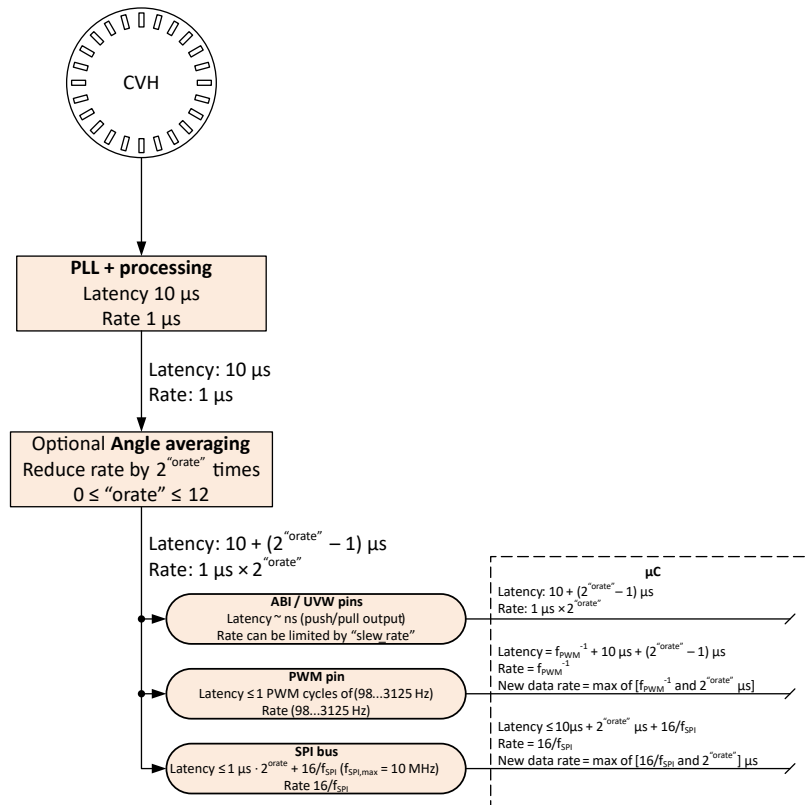 CVH
PLL + processing
Latency 10 µs
Rate 1 µs
Latency: 10 µs
Rate: 1 µs
Optional Angle averaging
Reduce rate by 2^“orate” times
0 ≤ “orate” ≤ 12
Latency: 10 + (2^“orate” – 1) µs
Rate: 1 µs × 2^“orate”
ABI / UVW pins
Latency ~ ns (push/pull output)
Rate can be limited by “slew_rate”
µC
Latency: 10 + (2^“orate” – 1) µs
Rate: 1 µs × 2^“orate”
PWM pin
Latency ≤ 1 PWM cycles of (98...3125 Hz)
Rate (98...3125 Hz)
Latency = f_PWM^-1 + 10 µs + (2^“orate” – 1) µs
Rate = f_PWM^-1
New data rate = max of [f_PWM^-1 and 2^“orate” µs]
SPI bus
Latency ≤ 1 µs · 2^orate + 16/f_SPI (f_SPI,max = 10 MHz)
Rate 16/f_SPI
Latency ≤ 10µs + 2^“orate” µs + 16/f_SPI
Rate = 16/f_SPI
New data rate = max of [16/f_SPI and 2^“orate”] µs